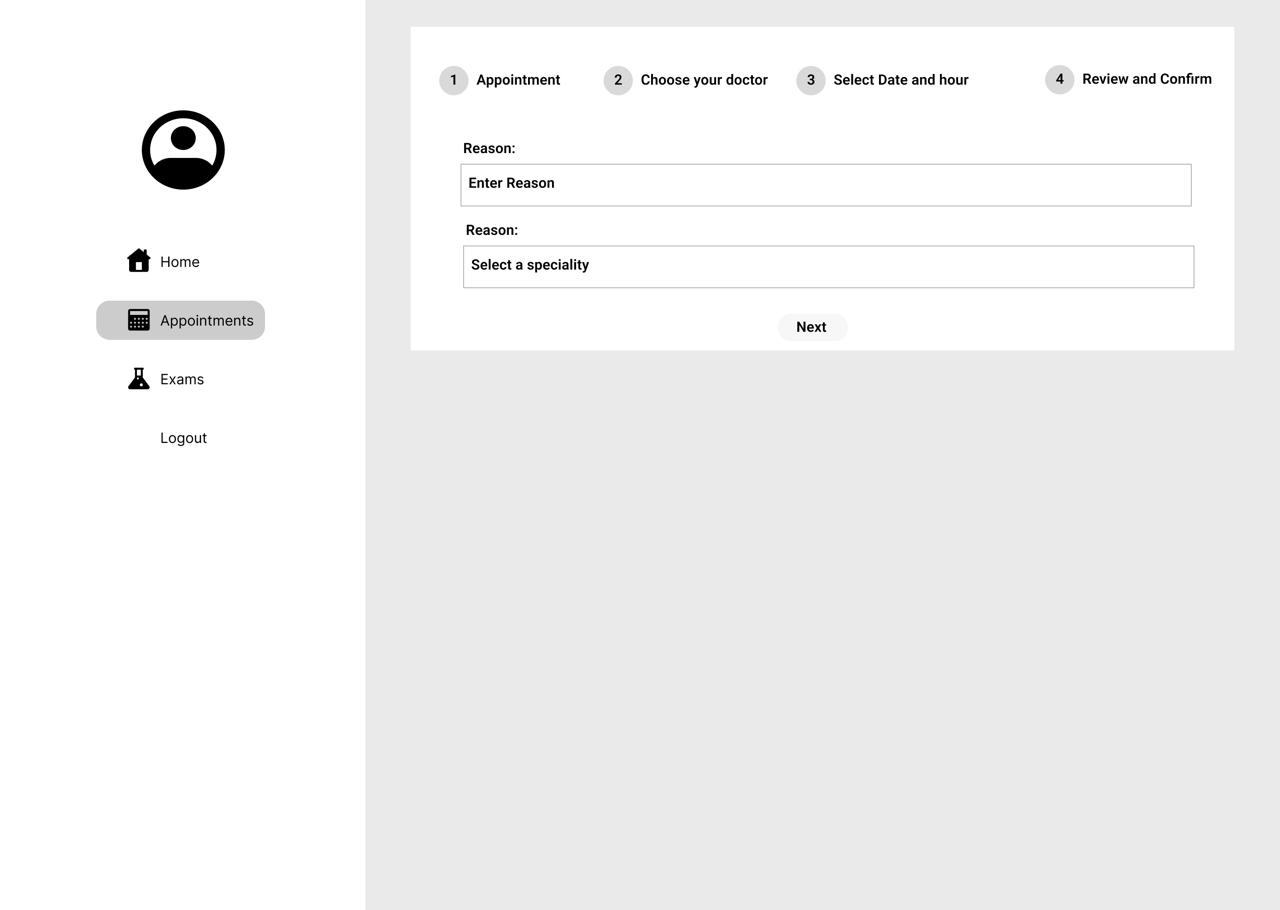 Home
Appointments
Exams
Logout
1 Appointment 2 Choose your doctor 3 Select Date and hour 4 Review and Confirm
Reason:
Enter Reason
Reason:
Select a speciality
Next